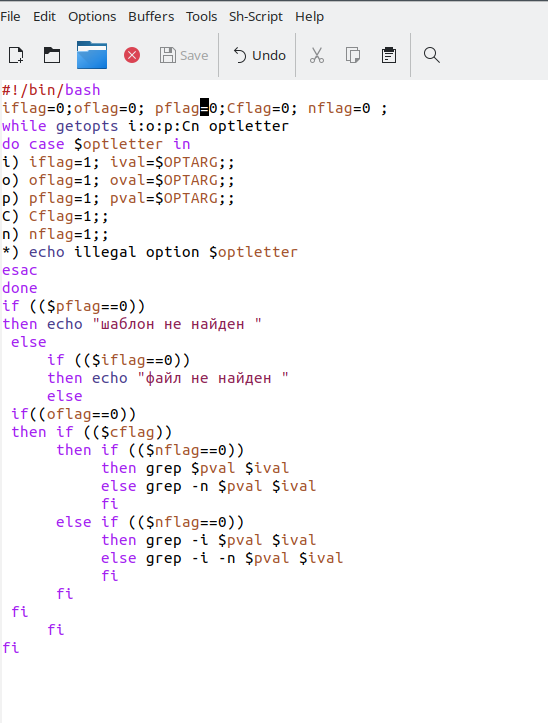 File Edit Options Buffers Tools Sh-Script Help
Save Undo
#!/bin/bash
iflag=0;oflag=0; pflag=0;Cflag=0; nflag=0 ;
while getopts i:o:p:Cn optletter
do case $optletter in
i) iflag=1; ival=$OPTARG;;
o) oflag=1; oval=$OPTARG;;
p) pflag=1; pval=$OPTARG;;
C) Cflag=1;;
n) nflag=1;;
*) echo illegal option $optletter
esac
done
if (($pflag==0))
then echo "шаблон не найден "
 else
     if (($iflag==0))
     then echo "файл не найден "
     else
 if((oflag==0))
 then if (($cflag))
      then if (($nflag==0))
           then grep $pval $ival
           else grep -n $pval $ival
           fi
      else if (($nflag==0))
           then grep -i $pval $ival
           else grep -i -n $pval $ival
           fi
      fi
 fi
     fi
fi